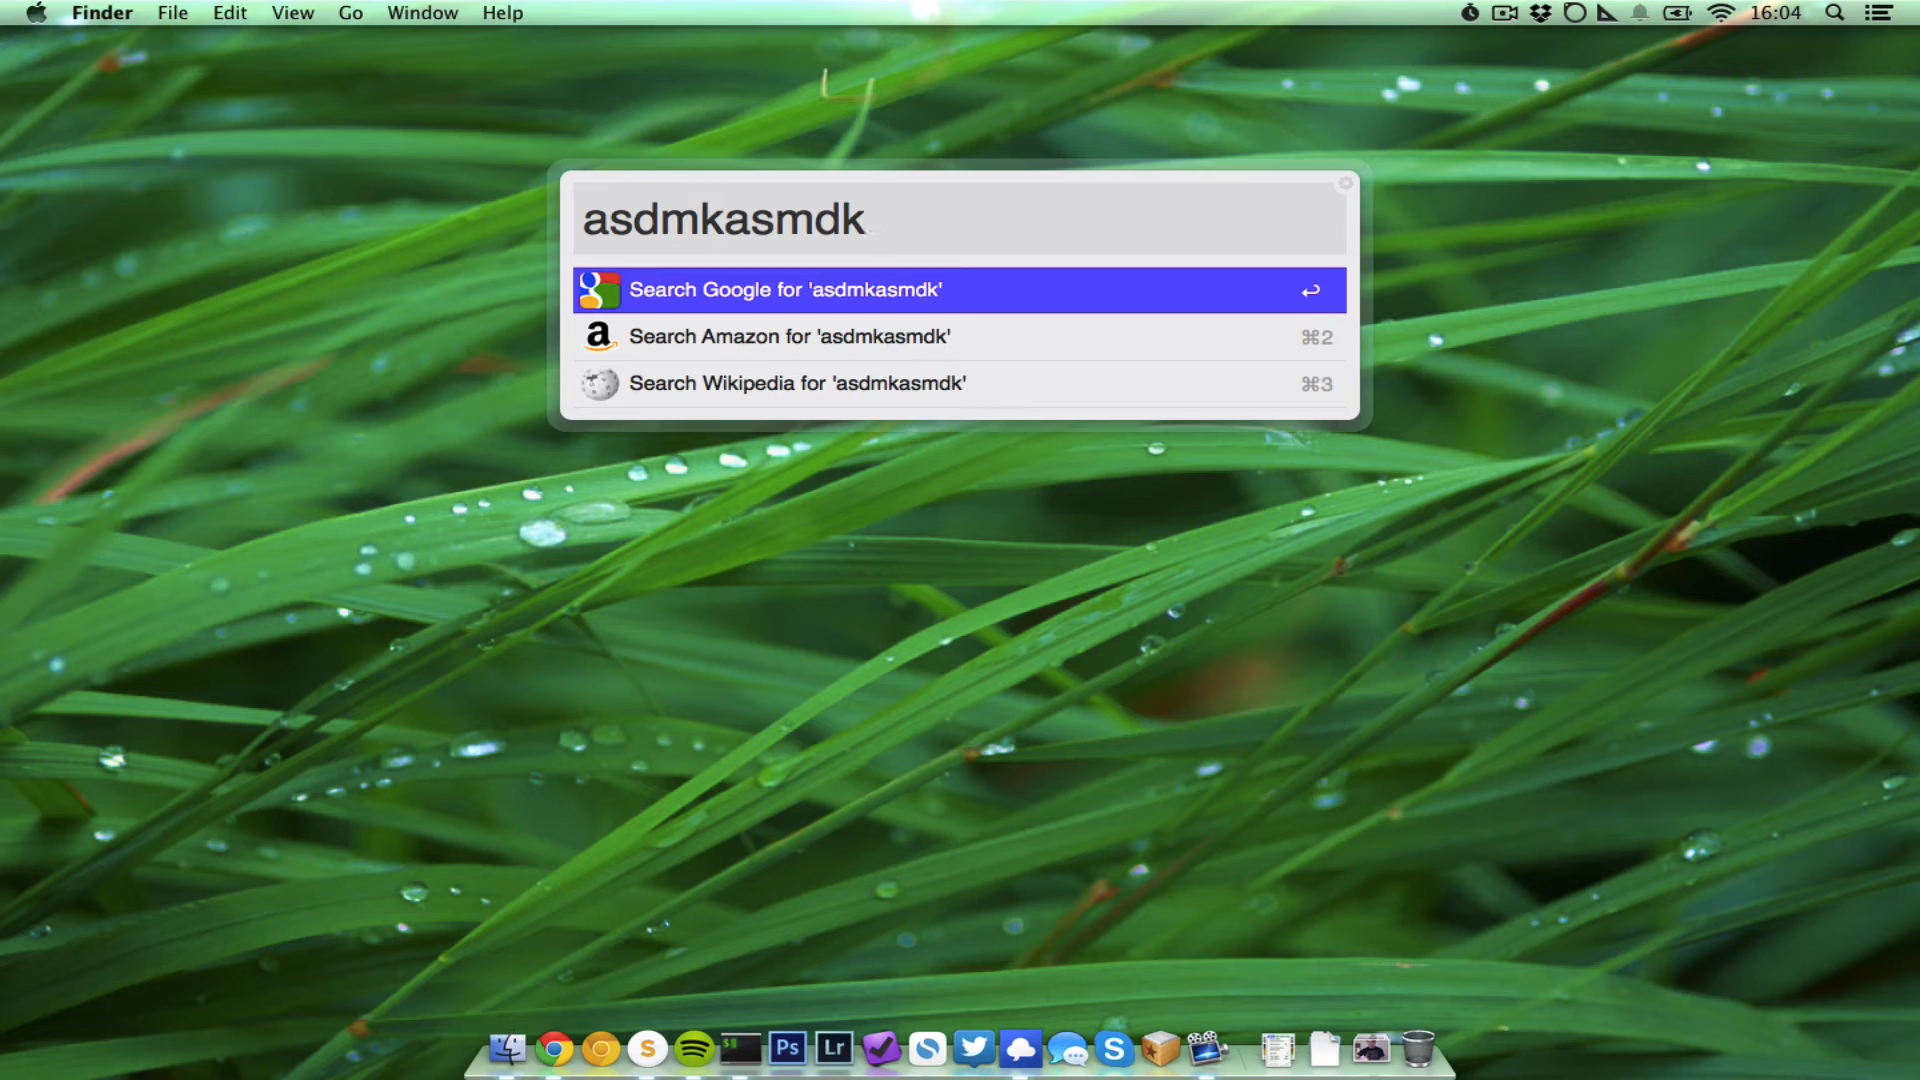 Finder File Edit View Go Window Help 16:04
asdmkasmdk
Search Google for 'asdmkasmdk' ↩
Search Amazon for 'asdmkasmdk' ⌘2
Search Wikipedia for 'asdmkasmdk' ⌘3
$ Ps Lr